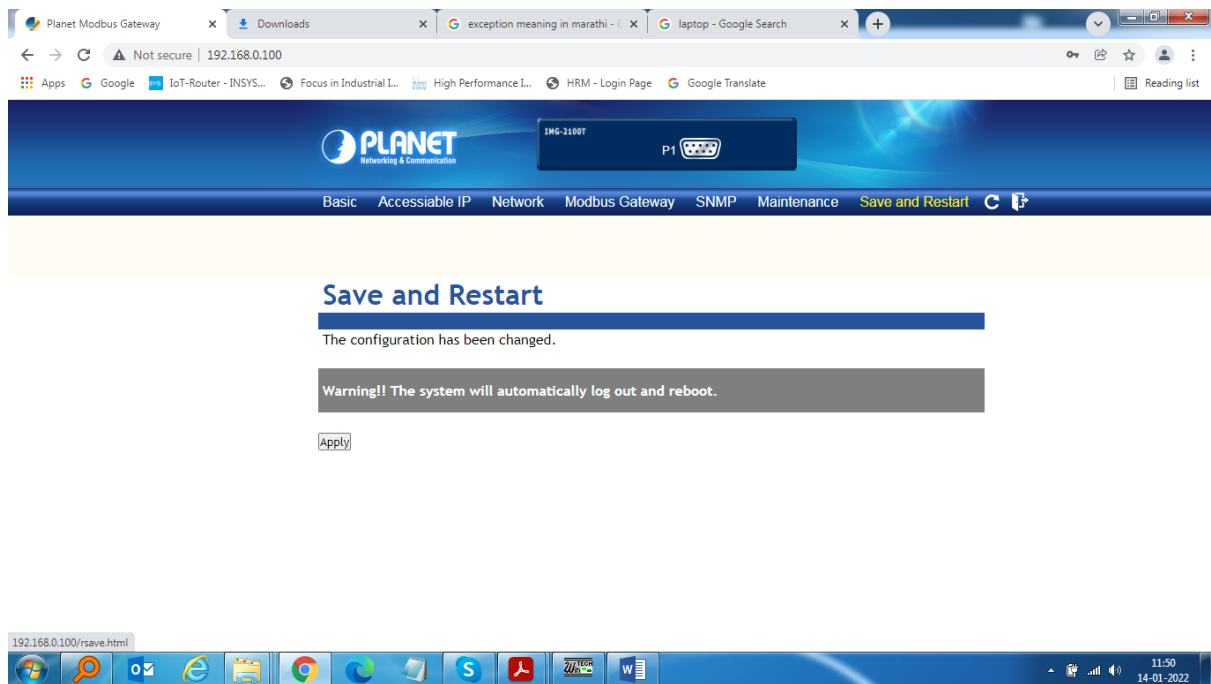 Planet Modbus Gateway
Downloads
exception meaning in marathi -
laptop - Google Search
Not secure | 192.168.0.100
Apps Google IoT-Router - INSYS... Focus in Industrial I... High Performance I... HRM - Login Page Google Translate Reading list
PLANET
Networking & Communication
IMG-2100T
P1
Basic Accessiable IP Network Modbus Gateway SNMP Maintenance Save and Restart
Save and Restart
The configuration has been changed.
Warning!! The system will automatically log out and reboot.
Apply
192.168.0.100/rsave.html
11:50
14-01-2022